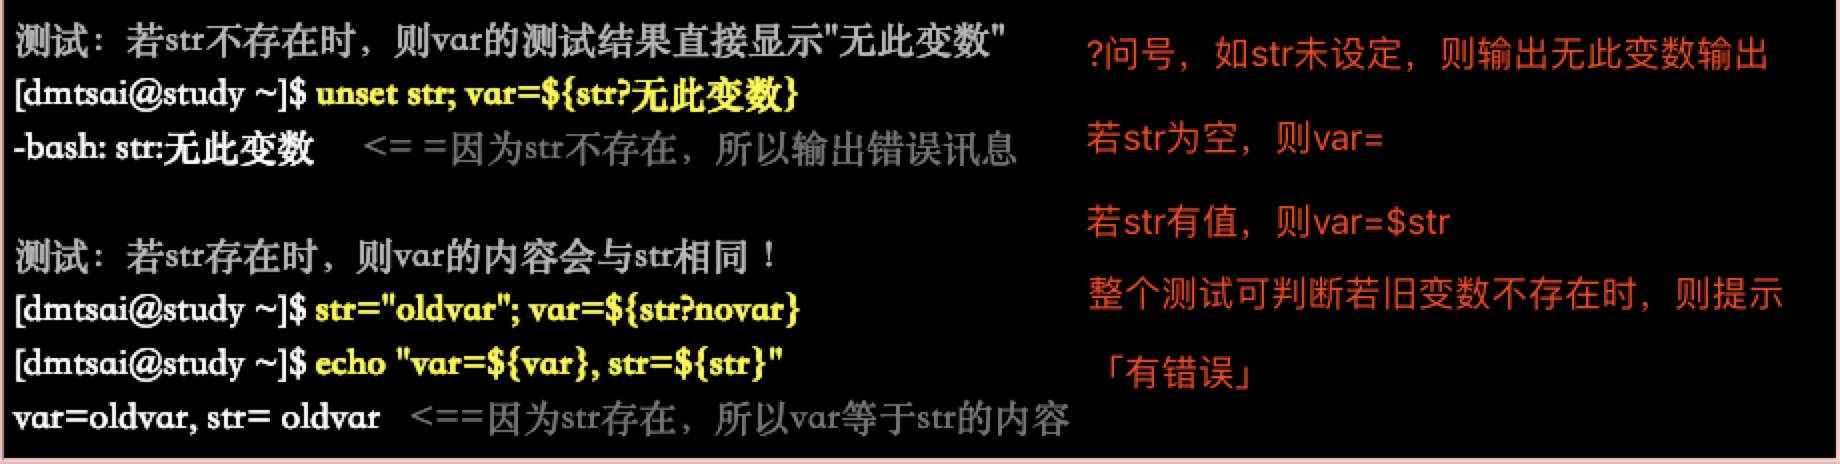 测试：若str不存在时，则var的测试结果直接显示"无此变数"
[dmtsai@study ~]$ unset str; var=${str?无此变数}
-bash: str:无此变数 <= =因为str不存在，所以输出错误讯息
测试：若str存在时，则var的内容会与str相同！
[dmtsai@study ~]$ str="oldvar"; var=${str?novar}
[dmtsai@study ~]$ echo "var=${var}, str=${str}"
var=oldvar, str= oldvar <==因为str存在，所以var等于str的内容
?问号，如str未设定，则输出无此变数输出
若str为空，则var=
若str有值，则var=$str
整个测试可判断若旧变数不存在时，则提示
「有错误」